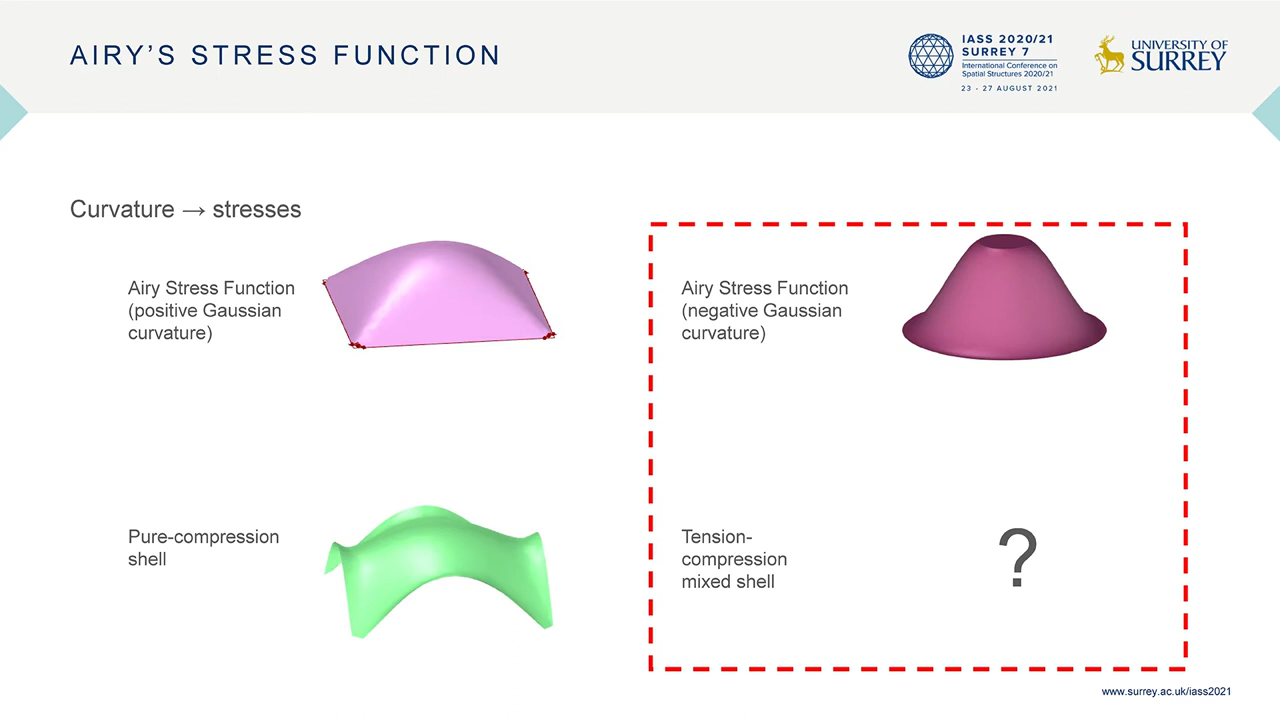 AIRY'S STRESS FUNCTION
IASS 2020/21
SURREY 7
International Conference on
Spatial Structures 2020/21
23 - 27 AUGUST 2021
UNIVERSITY OF
SURREY
Curvature → stresses
Airy Stress Function
(positive Gaussian
curvature)
Airy Stress Function
(negative Gaussian
curvature)
Pure-compression
shell
Tension-
compression
mixed shell
?
www.surrey.ac.uk/iass2021